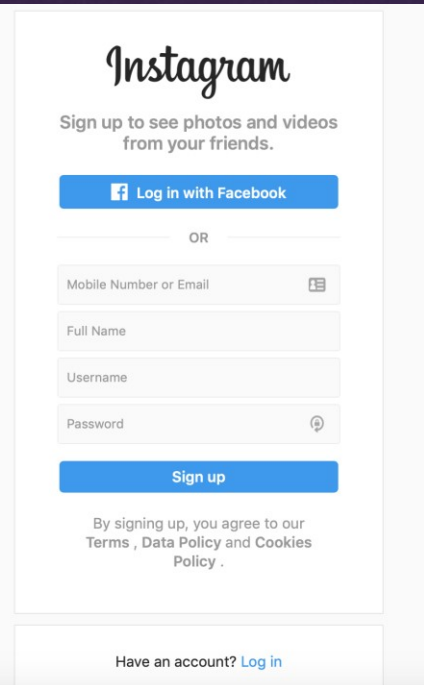 Instagram
Sign up to see photos and videos
from your friends.
Log in with Facebook
OR
Mobile Number or Email
Full Name
Username
Password
Sign up
By signing up, you agree to our
Terms , Data Policy and Cookies
Policy .
Have an account? Log in